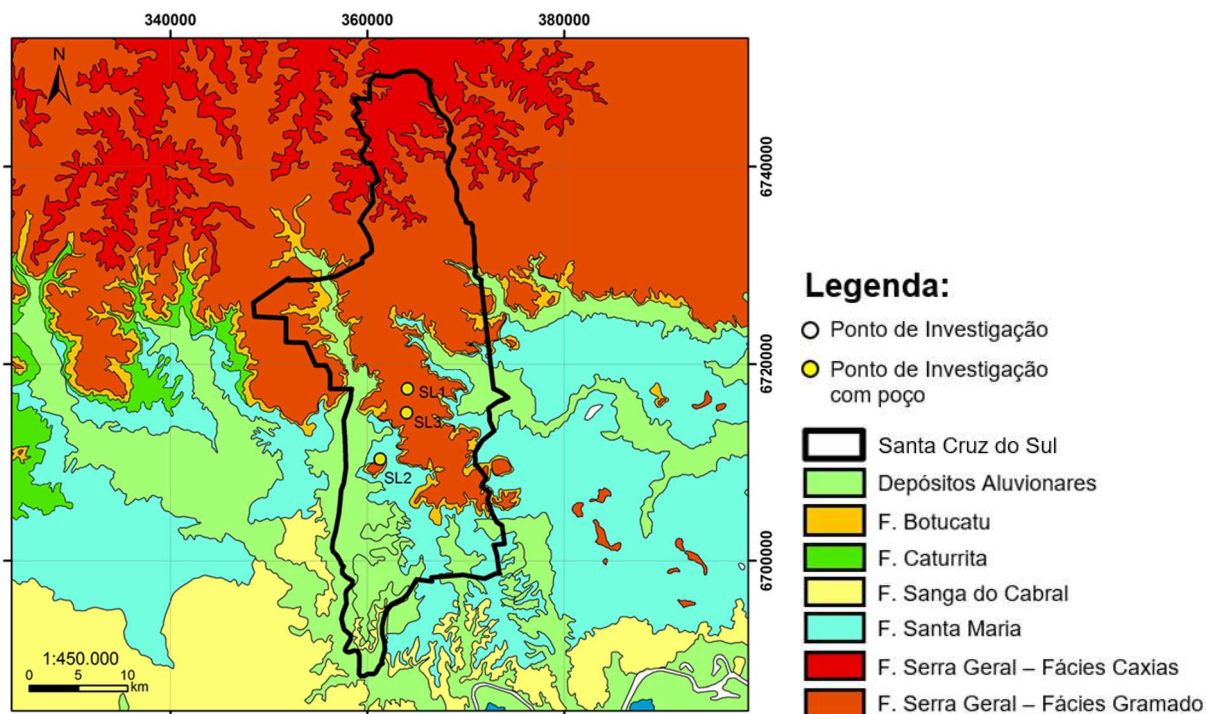 340000
360000
380000
N
6740000
6720000
6700000
SL1
SL3
SL2
1:450.000
0 5 10
km
Legenda:
Ponto de Investigação
Ponto de Investigação
com poço
Santa Cruz do Sul
Depósitos Aluvionares
F. Botucatu
F. Caturrita
F. Sanga do Cabral
F. Santa Maria
F. Serra Geral – Fácies Caxias
F. Serra Geral – Fácies Gramado